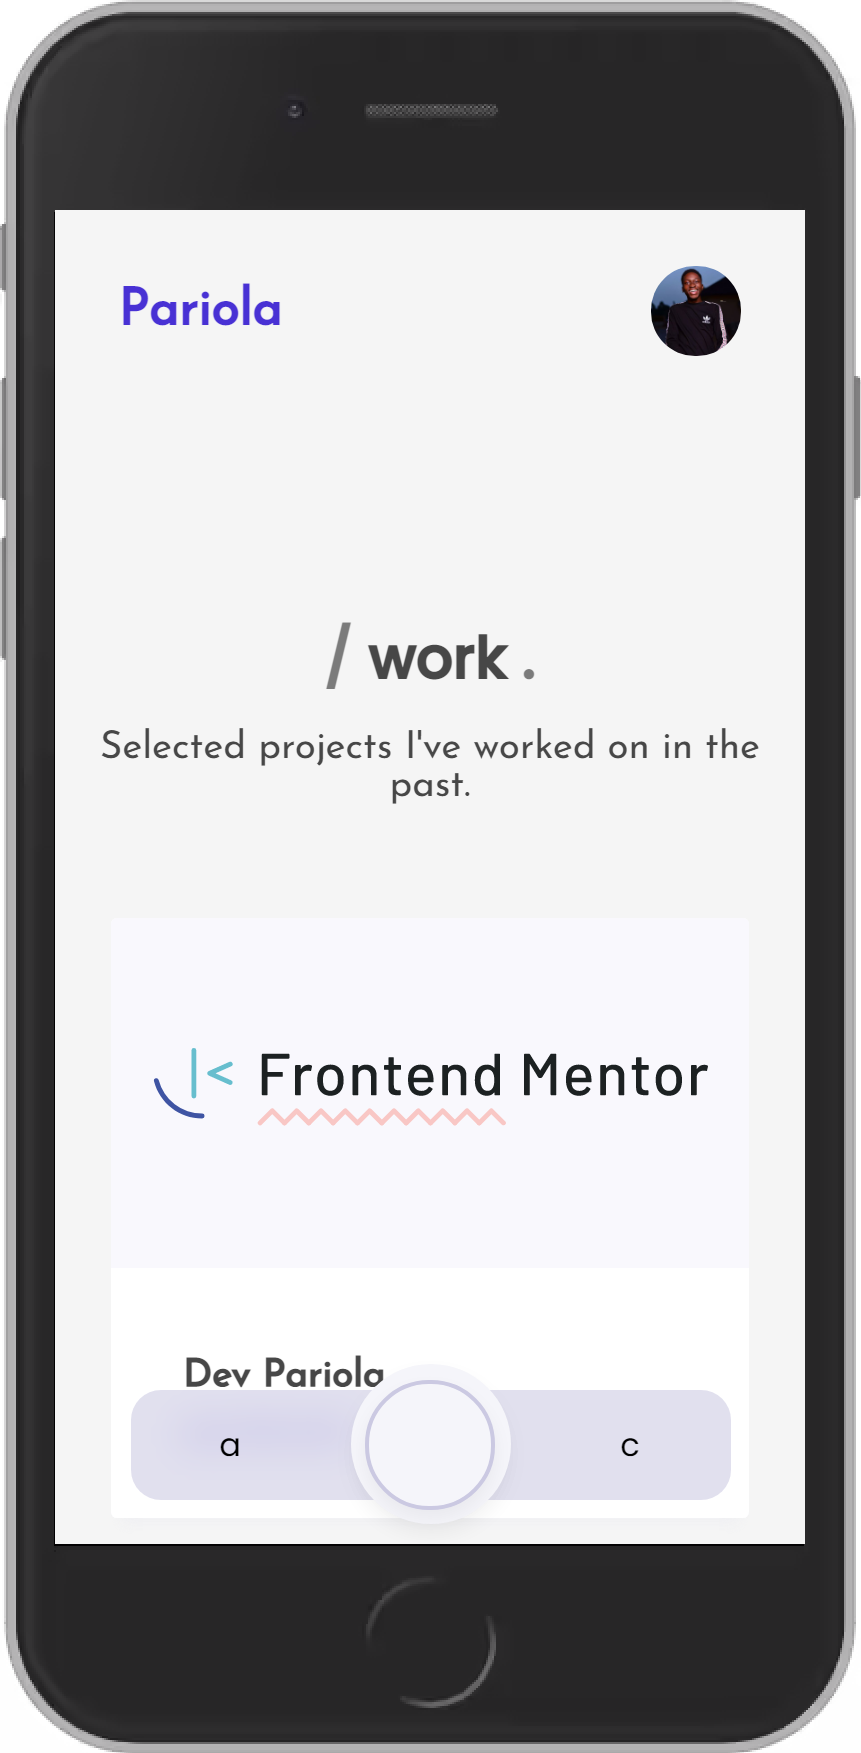 Pariola
/ work .
Selected projects I've worked on in the
past.
Frontend Mentor
Dev Pariola
a
c